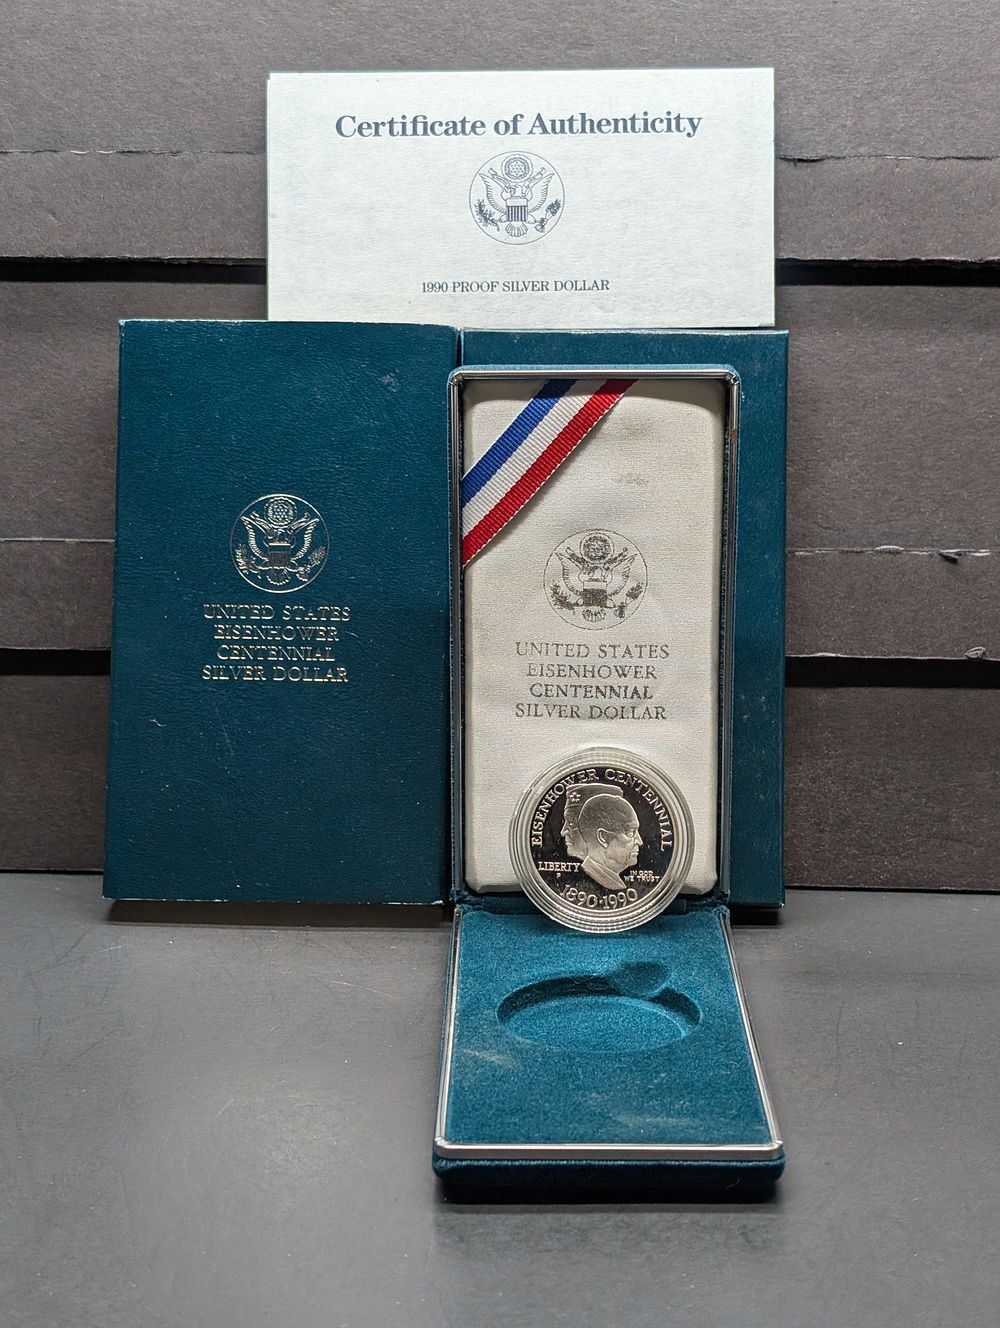 Certificate of Authenticity
1990 PROOF SILVER DOLLAR
UNITED STATES
EISENHOWER
CENTENNIAL
SILVER DOLLAR
UNITED STATES
EISENHOWER
CENTENNIAL
SILVER DOLLAR
EISENHOWER CENTENNIAL
LIBERTY
P
IN GOD
WE TRUST
1890·1990